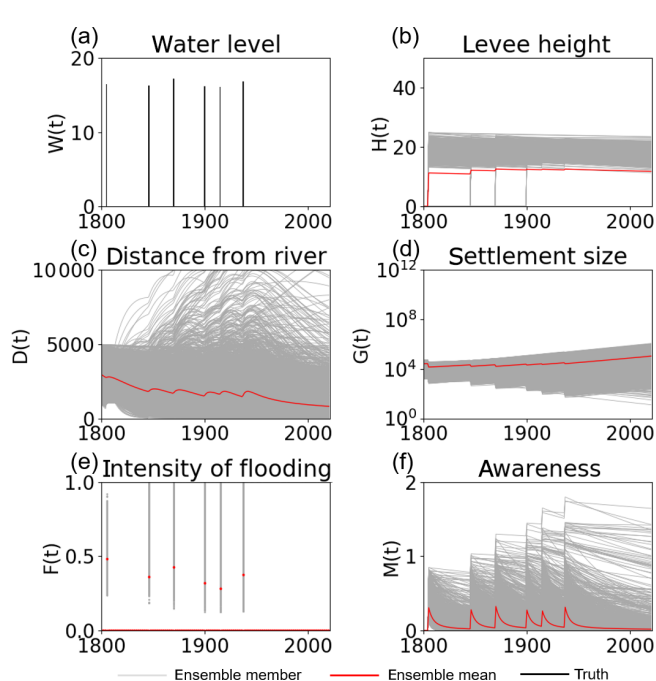 (a) Water level
20
W(t)
10
0
1800 1900 2000
(b) Levee height
H(t)
40
20
0
1800 1900 2000
(c) Distance from river
10 000
D(t)
5000
0
1800 1900 2000
(d) Settlement size
10^12
G(t)
10^8
10^4
10^0
1800 1900 2000
(e) Intensity of flooding
1.0
F(t)
0.5
0.0
1800 1900 2000
(f) Awareness
2
M(t)
1
0
1800 1900 2000
Ensemble member Ensemble mean Truth